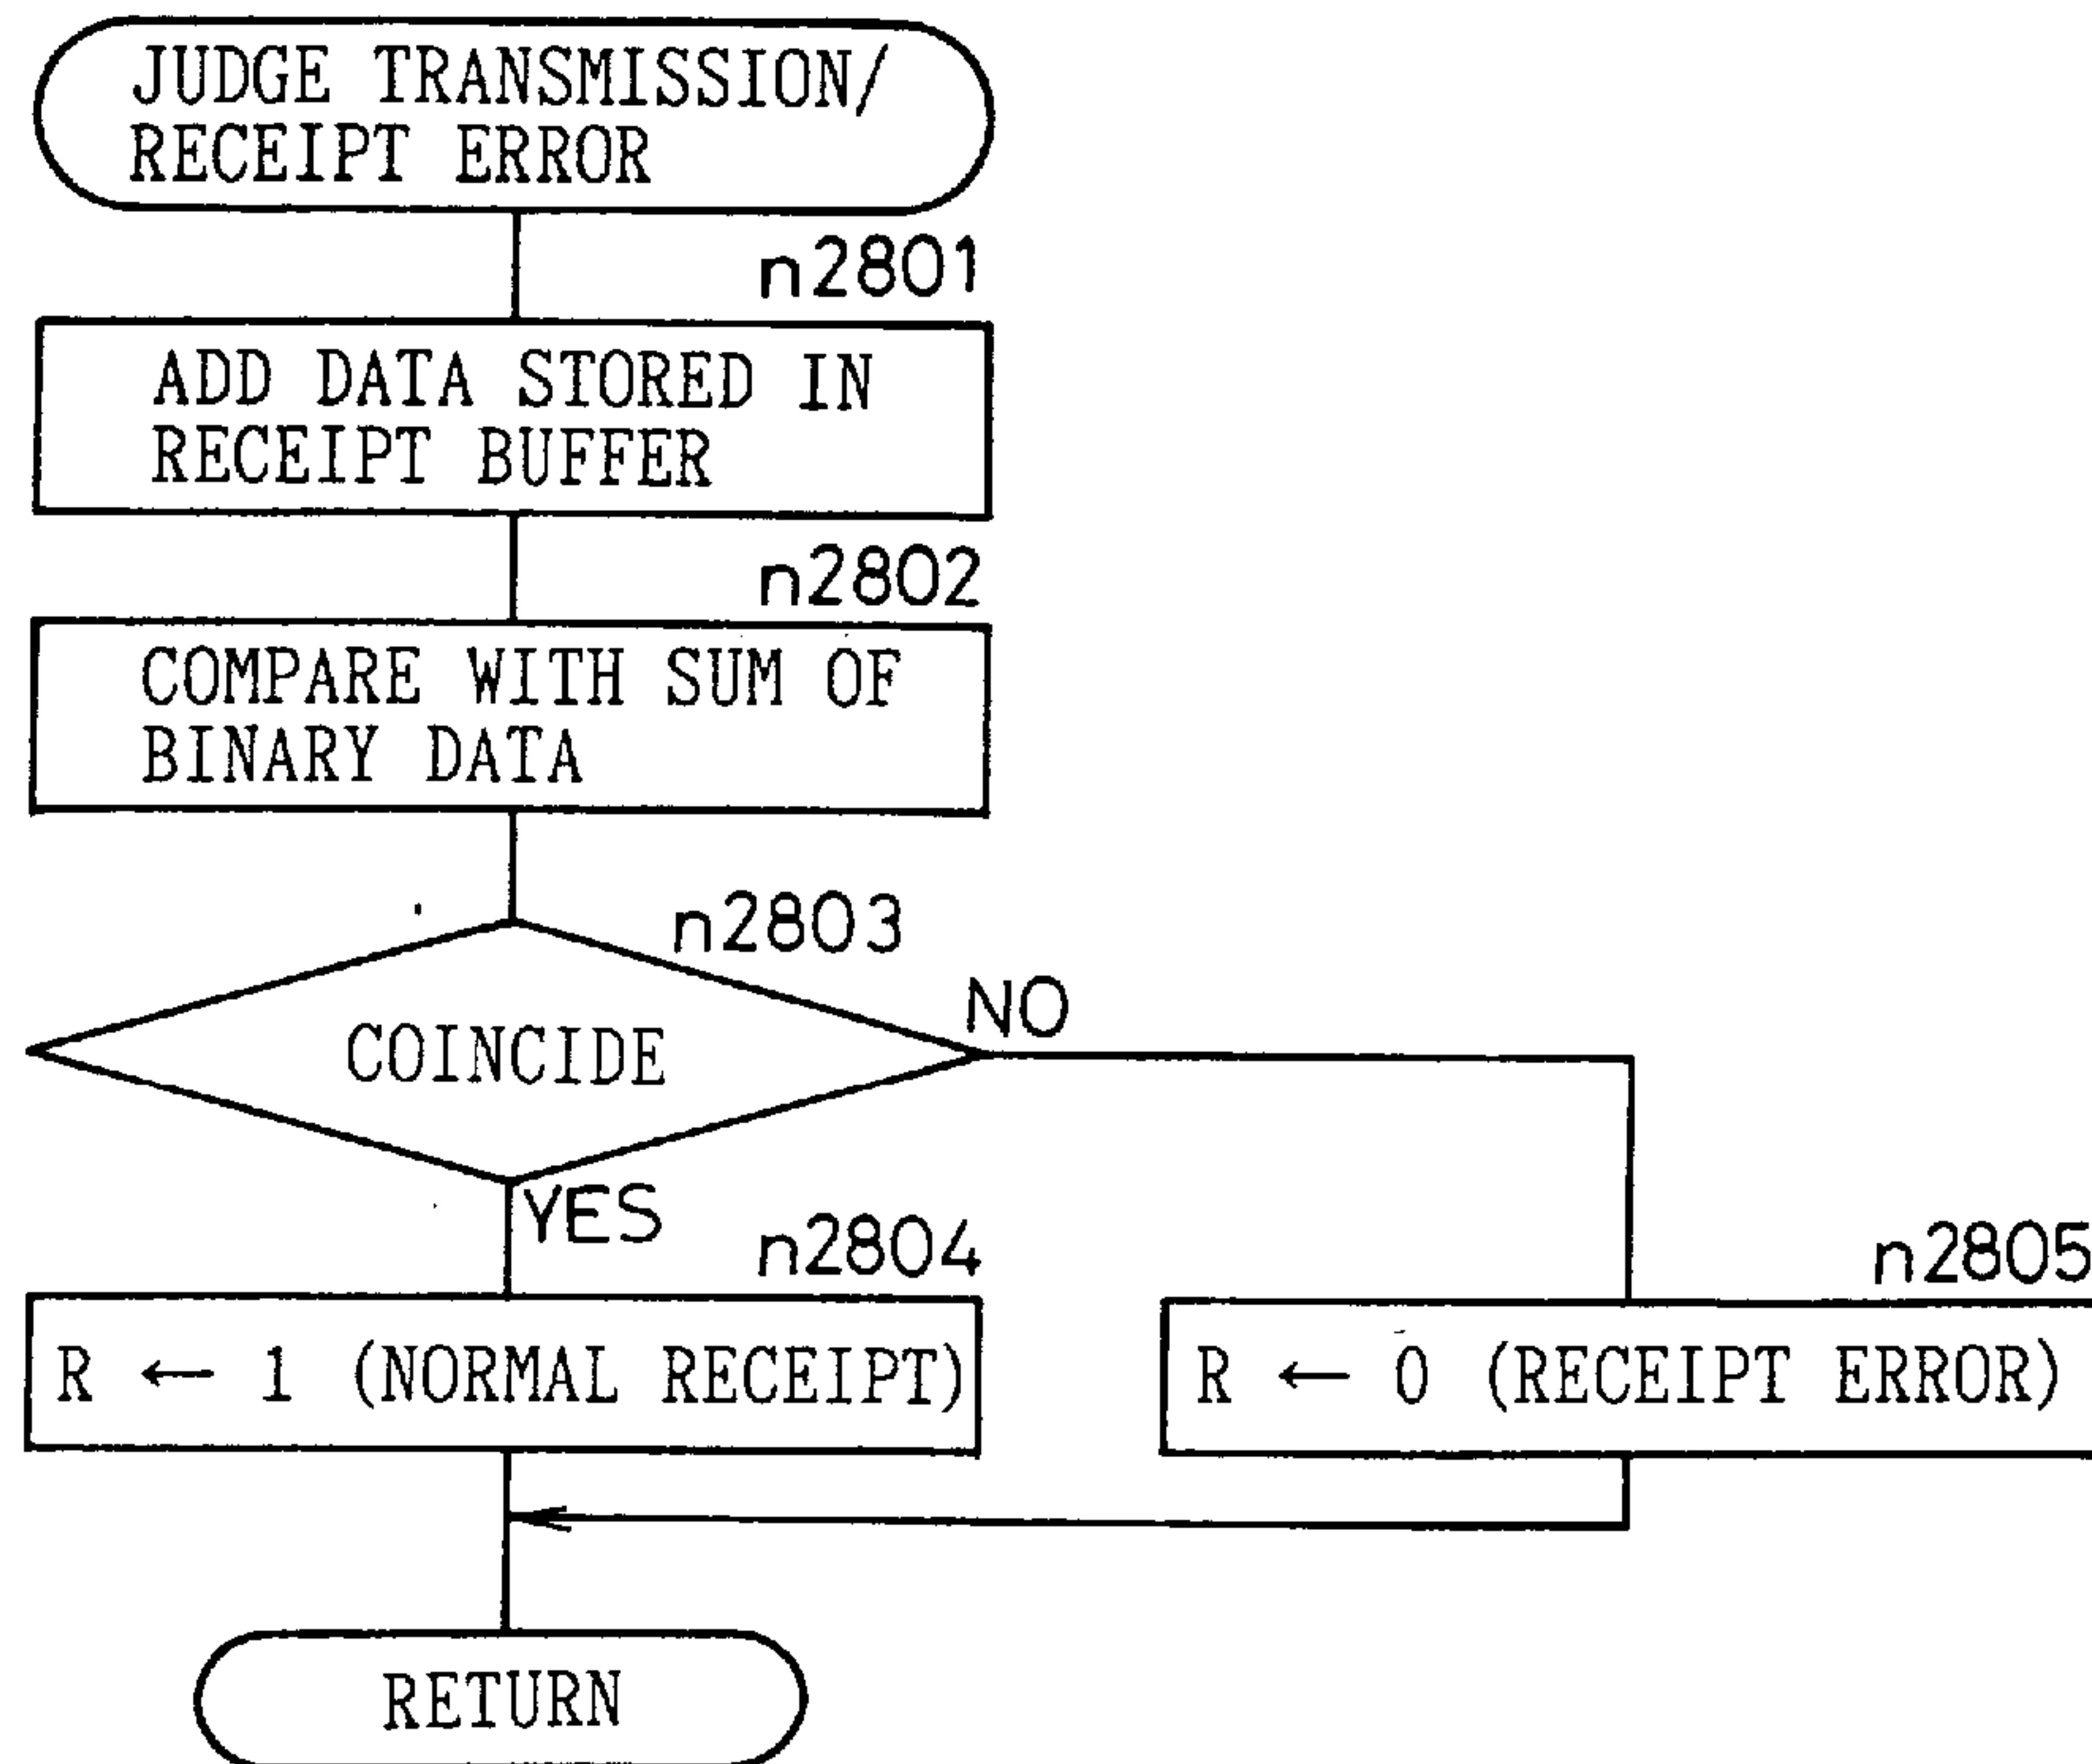 JUDGE TRANSMISSION/
RECEIPT ERROR
n2801
ADD DATA STORED IN
RECEIPT BUFFER
n2802
COMPARE WITH SUM OF
BINARY DATA
n2803
COINCIDE
NO
YES
n2804
R ← 1 (NORMAL RECEIPT)
n2805
R ← 0 (RECEIPT ERROR)
RETURN